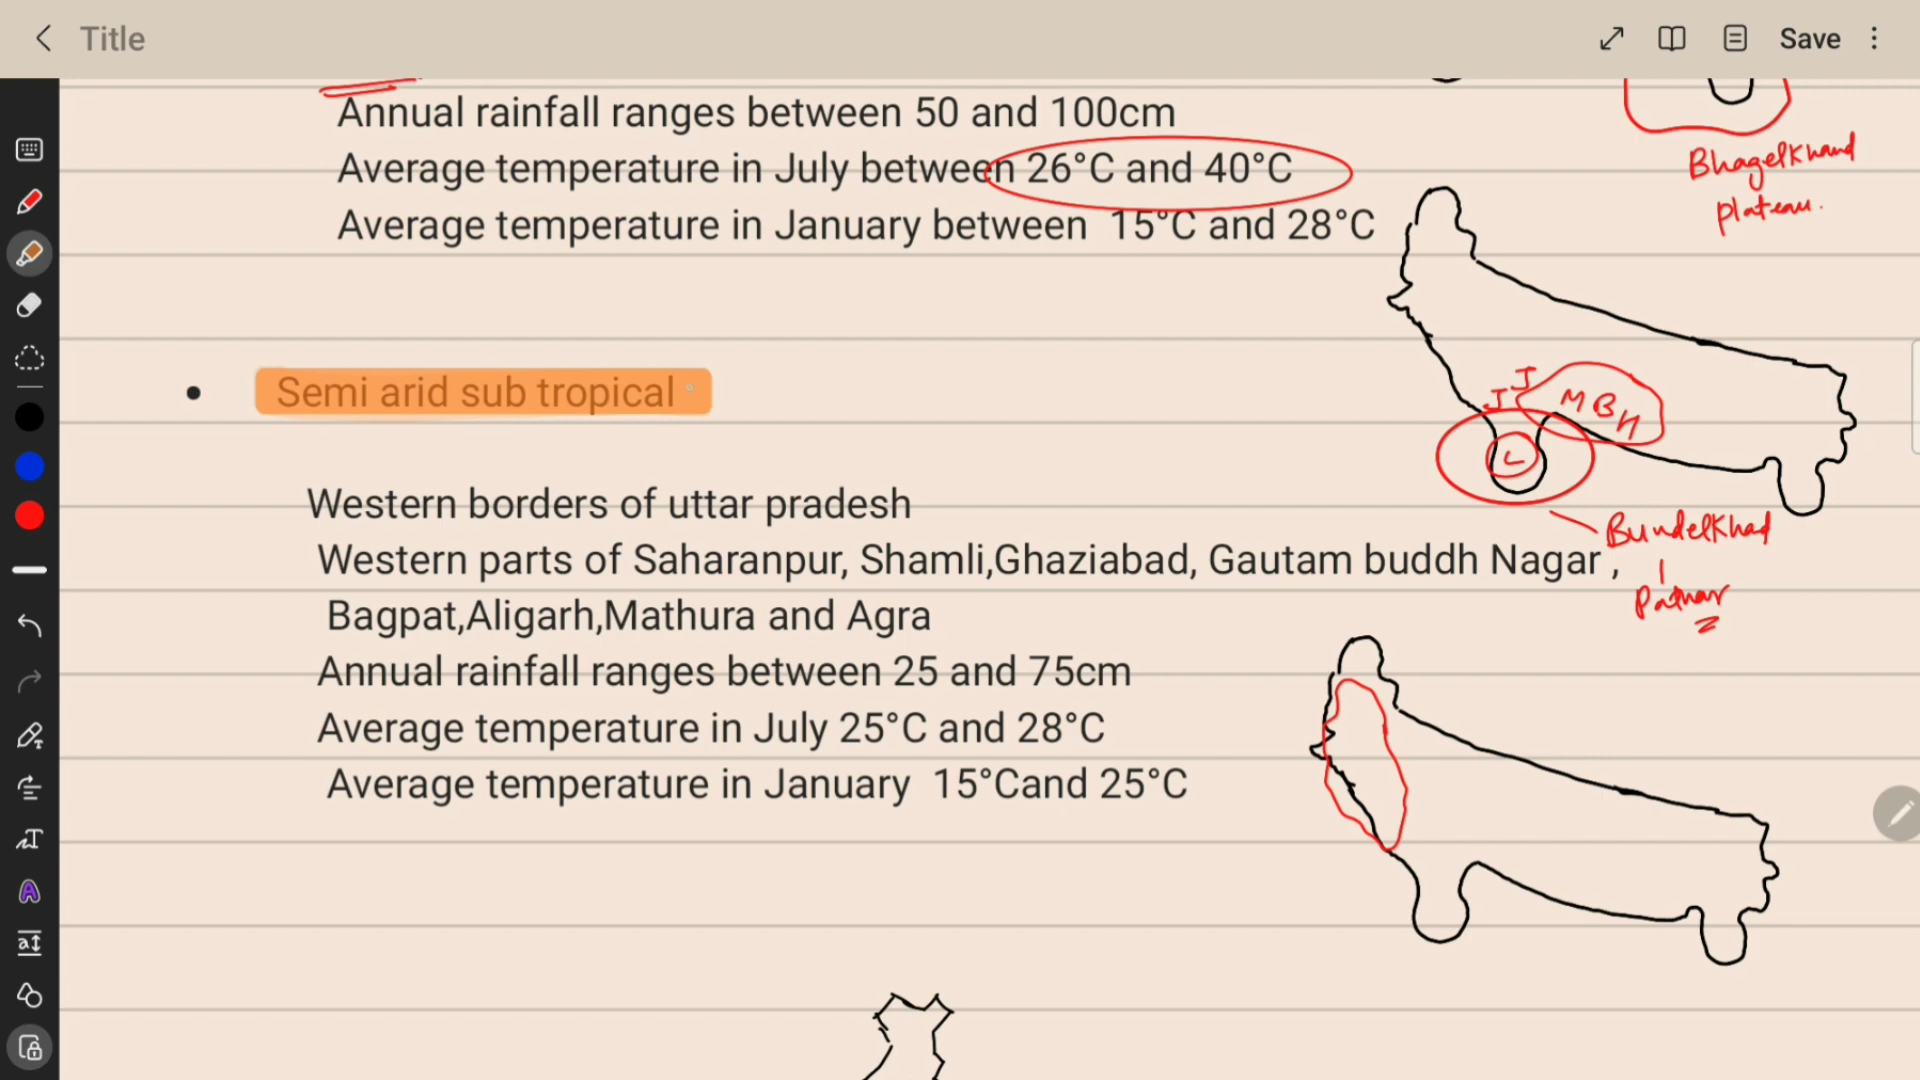 Title
Save
Annual rainfall ranges between 50 and 100cm
Average temperature in July between 26°C and 40°C
Average temperature in January between 15°C and 28°C
Bhagelkhand
plateau.
Semi arid sub tropical
J J M B H
L
Bundelkhad
Western borders of uttar pradesh
Western parts of Saharanpur, Shamli,Ghaziabad, Gautam buddh Nagar ,
Bagpat,Aligarh,Mathura and Agra
Annual rainfall ranges between 25 and 75cm
Average temperature in July 25°C and 28°C
Average temperature in January 15°Cand 25°C